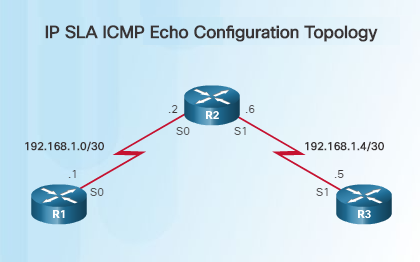 IP SLA ICMP Echo Configuration Topology
.2
R2
.6
S0
S1
192.168.1.0/30
192.168.1.4/30
.1
.5
S0
S1
R1
R3